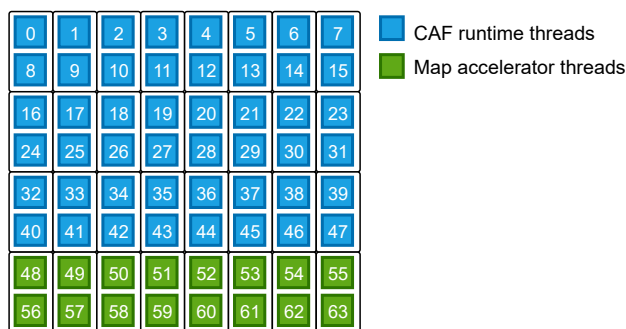 0 1 2 3 4 5 6 7
CAF runtime threads
8 9 10 11 12 13 14 15
Map accelerator threads
16 17 18 19 20 21 22 23
24 25 26 27 28 29 30 31
32 33 34 35 36 37 38 39
40 41 42 43 44 45 46 47
48 49 50 51 52 53 54 55
56 57 58 59 60 61 62 63